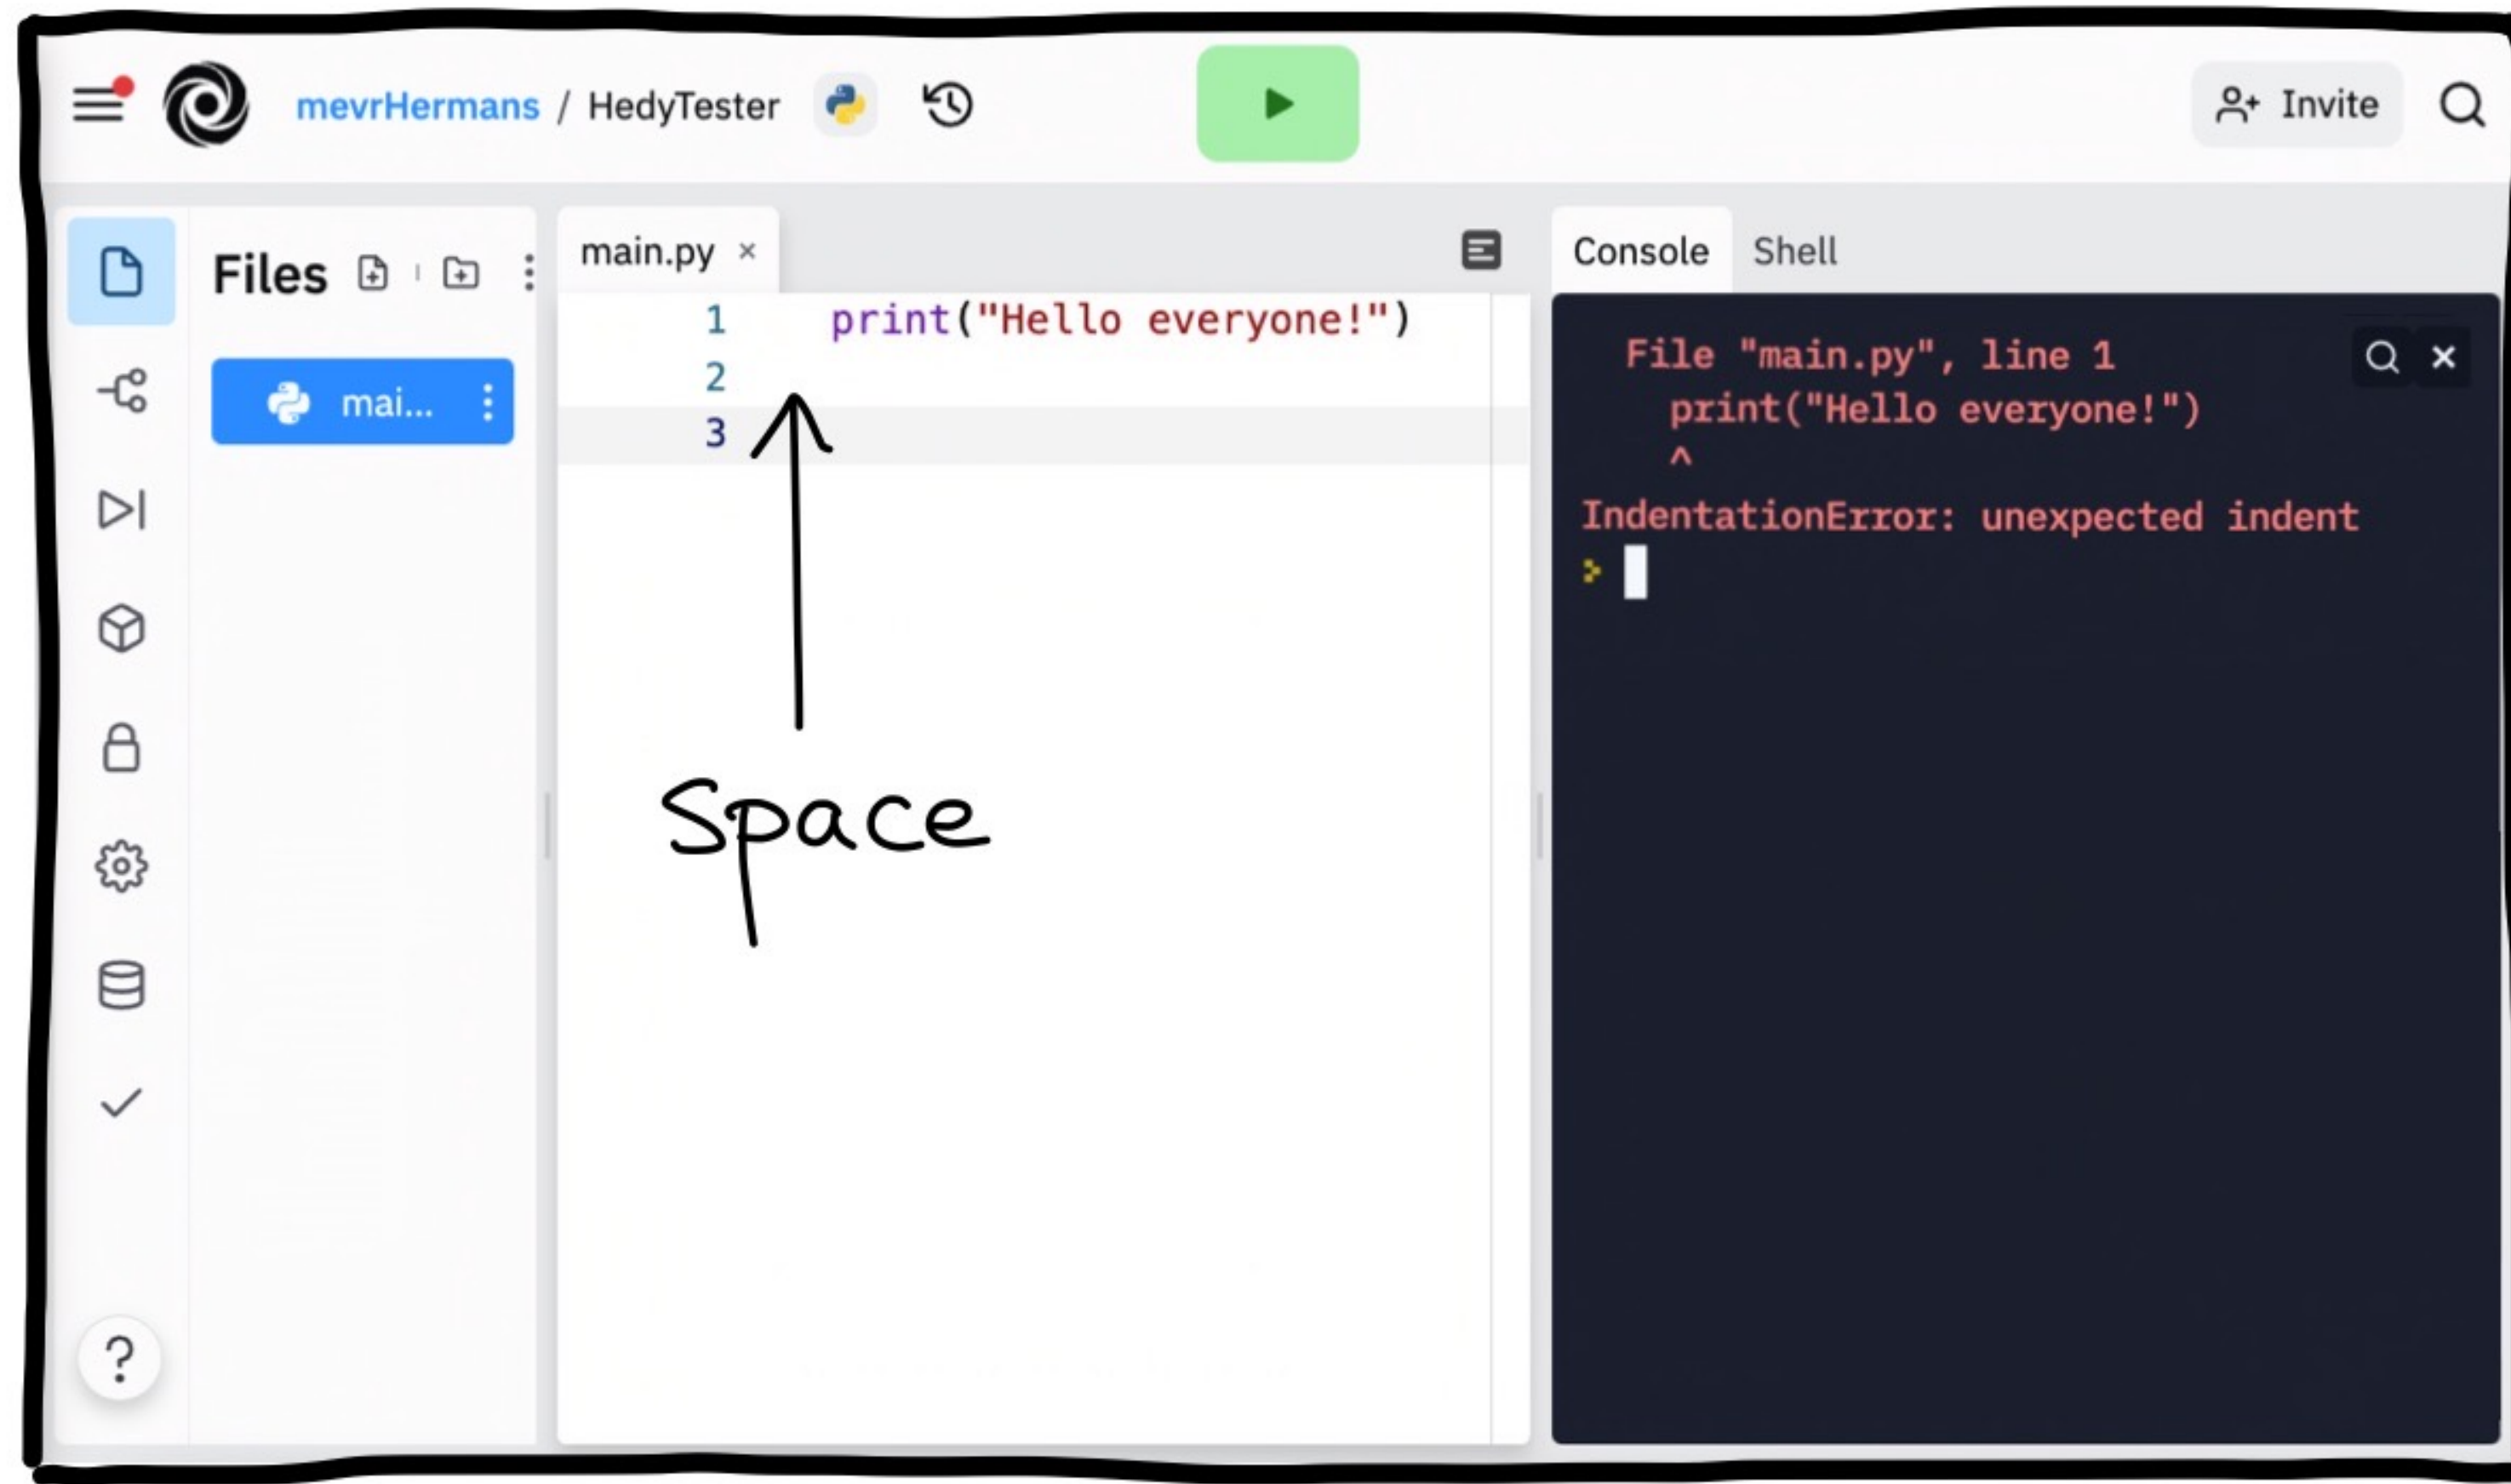 mevrHermans / HedyTester
Invite
Files
main.py ×
Console Shell
mai...
1 print("Hello everyone!")
2
3
File "main.py", line 1
print("Hello everyone!")
^
IndentationError: unexpected indent
>
Space
?